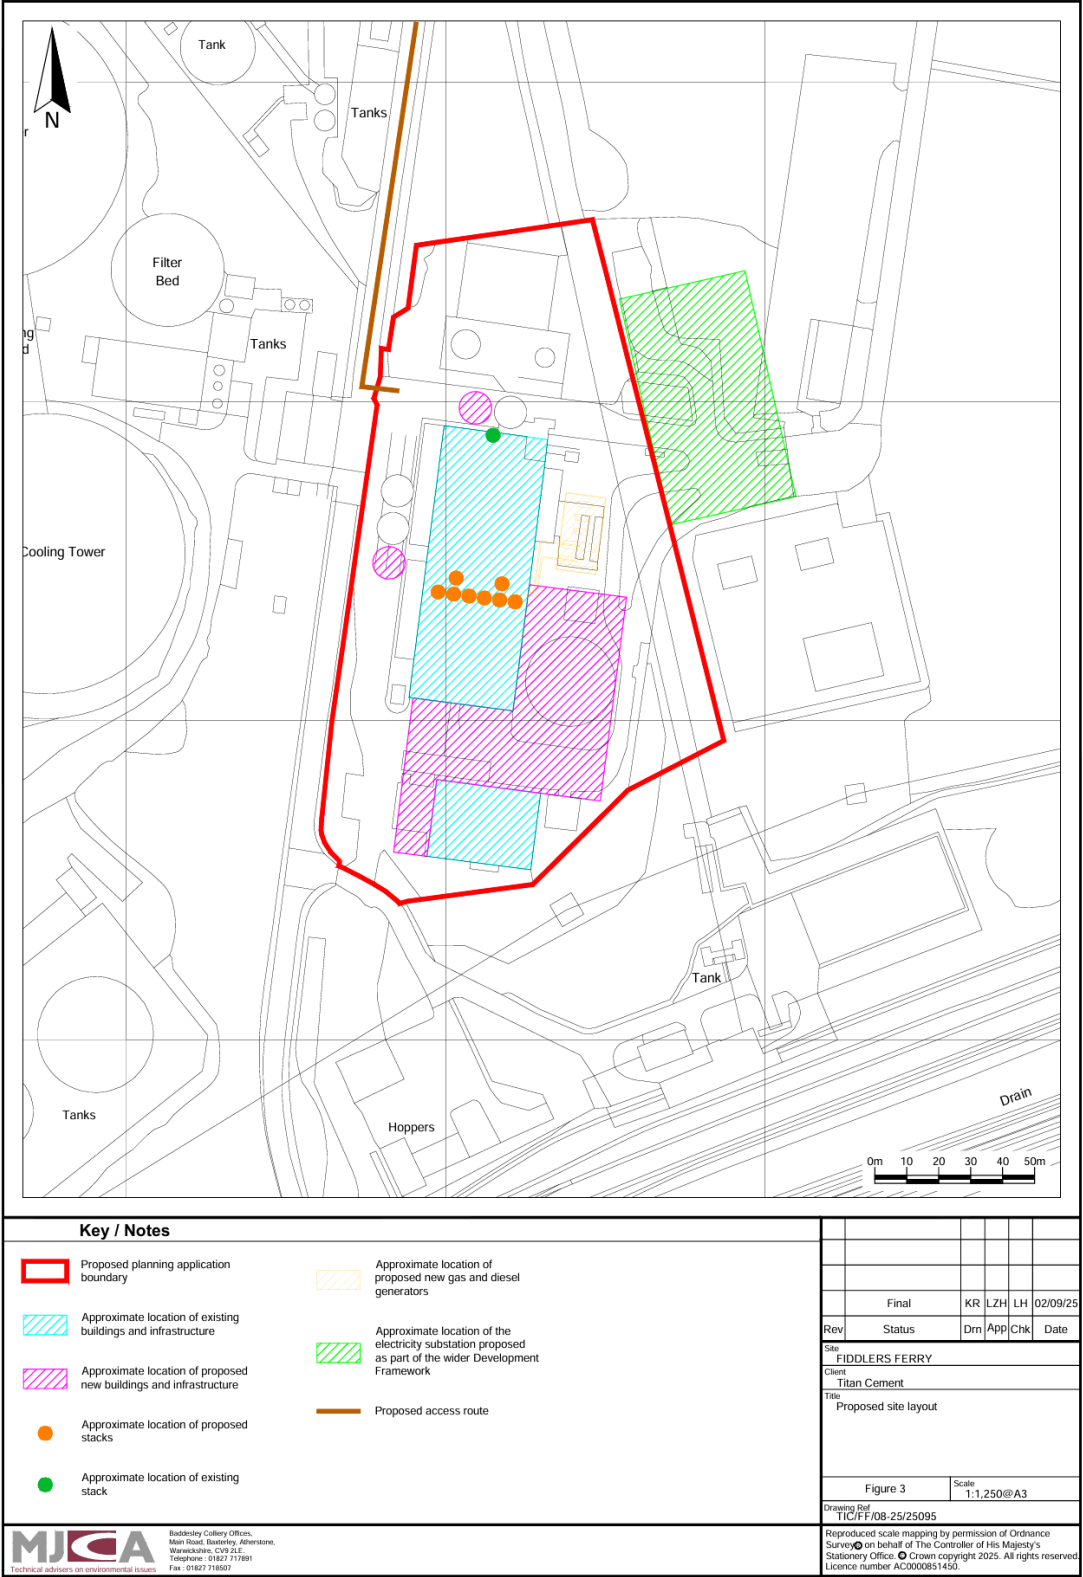 Tank
Tanks
N
r
Filter
Bed
ng
d
Tanks
Cooling Tower
Tank
Tanks
Hoppers
Drain
0m 10 20 30 40 50m
Key / Notes
Proposed planning application
boundary
Approximate location of existing
buildings and infrastructure
Approximate location of proposed
new buildings and infrastructure
Approximate location of proposed
stacks
Approximate location of existing
stack
Approximate location of
proposed new gas and diesel
generators
Approximate location of the
electricity substation proposed
as part of the wider Development
Framework
Proposed access route
Final KR LZH LH 02/09/25
Rev Status Drn App Chk Date
Site
FIDDLERS FERRY
Client
Titan Cement
Title
Proposed site layout
Figure 3
Scale
1:1,250@A3
Drawing Ref
TIC/FF/08-25/25095
MJCA
Technical advisers on environmental issues
Baddesley Colliery Offices,
Main Road, Baxterley, Atherstone,
Warwickshire, CV9 2LE.
Telephone : 01827 717891
Fax : 01827 718507
Reproduced scale mapping by permission of Ordnance
Survey© on behalf of The Controller of His Majesty's
Stationery Office. © Crown copyright 2025. All rights reserved.
Licence number AC0000851450.